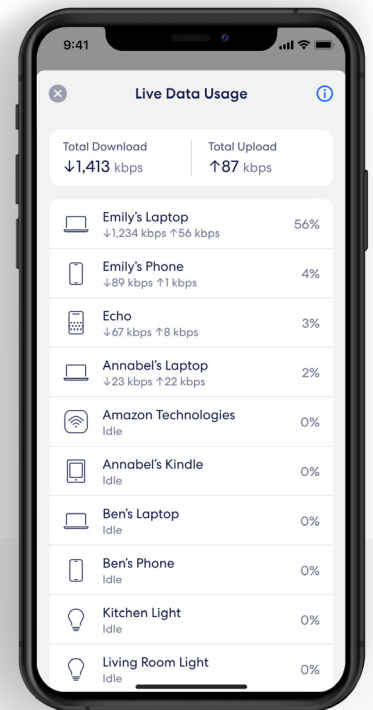 9:41
Live Data Usage
Total Download
↓1,413 kbps
Total Upload
↑87 kbps
Emily's Laptop
↓1,234 kbps ↑56 kbps
56%
Emily's Phone
↓89 kbps ↑1 kbps
4%
Echo
↓67 kbps ↑8 kbps
3%
Annabel's Laptop
↓23 kbps ↑22 kbps
2%
Amazon Technologies
Idle
0%
Annabel's Kindle
Idle
0%
Ben's Laptop
Idle
0%
Ben's Phone
Idle
0%
Kitchen Light
Idle
0%
Living Room Light
Idle
0%